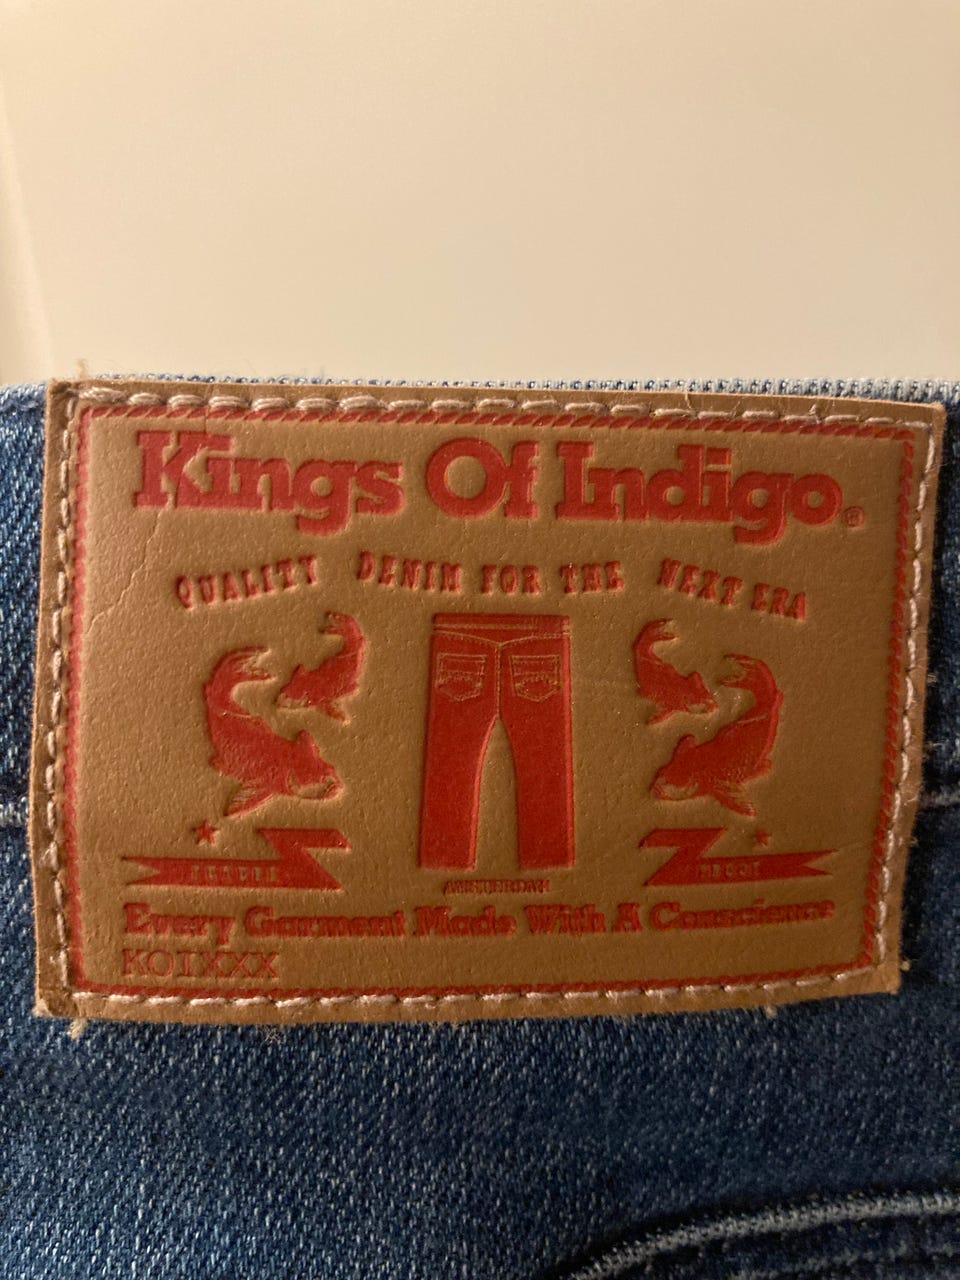 Kings Of Indigo®
QUALITY DENIM FOR THE NEXT ERA
AMSTERDAM
Every Garment Made With A Conscience
KOIXXX